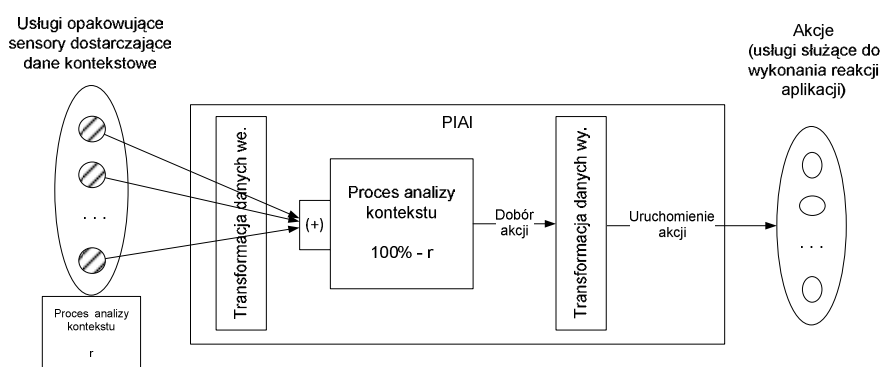 Usługi opakowujące
sensory dostarczające
dane kontekstowe
. . .
Proces analizy
kontekstu
r
PIAI
Transformacja danych we.
(+)
Proces analizy
kontekstu
100% - r
Dobór
akcji
Transformacja danych wy.
Uruchomienie
akcji
Akcje
(usługi służące do
wykonania reakcji
aplikacji)
. . .